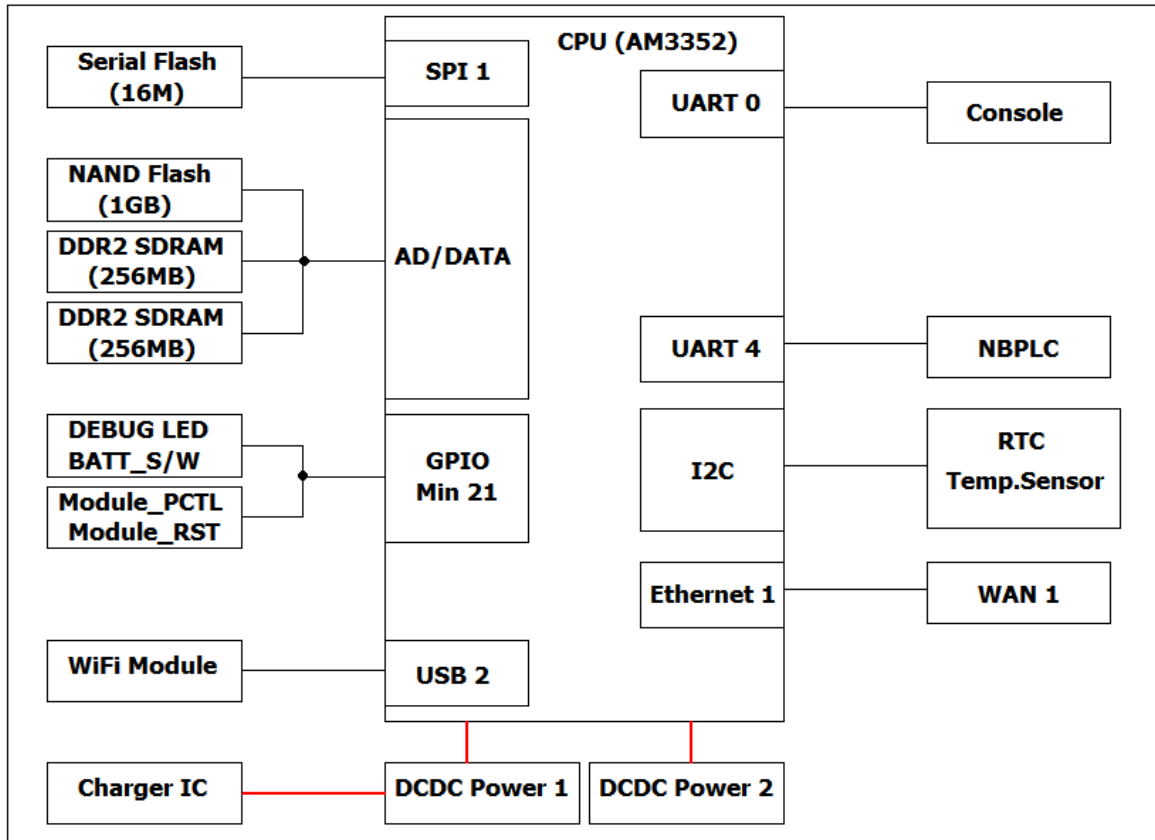 CPU (AM3352)
Serial Flash
(16M)
SPI 1
UART 0
Console
NAND Flash
(1GB)
DDR2 SDRAM
(256MB)
DDR2 SDRAM
(256MB)
AD/DATA
UART 4
NBPLC
DEBUG LED
BATT_S/W
Module_PCTL
Module_RST
GPIO
Min 21
I2C
RTC
Temp.Sensor
Ethernet 1
WAN 1
WiFi Module
USB 2
Charger IC
DCDC Power 1
DCDC Power 2